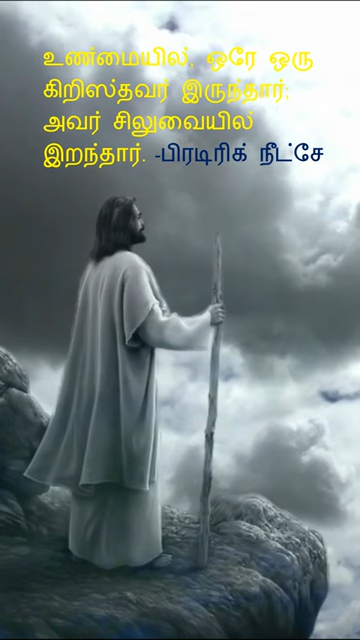 உண்மையில், ஒரே ஒரு
கிறிஸ்தவர் இருந்தார்;
அவர் சிலுவையில்
இறந்தார். -பிரடிரிக் நீட்சே